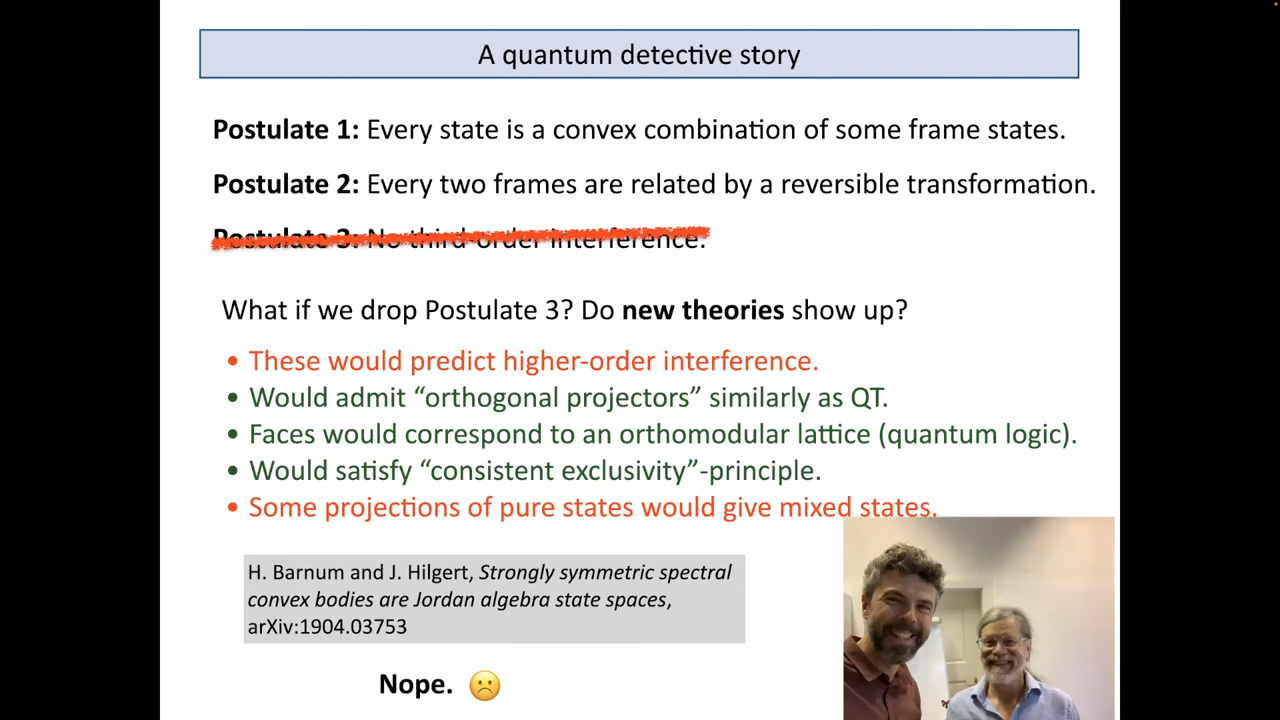 A quantum detective story
Postulate 1: Every state is a convex combination of some frame states.
Postulate 2: Every two frames are related by a reversible transformation.
Postulate 3: No third-order interference.
What if we drop Postulate 3? Do new theories show up?
• These would predict higher-order interference.
• Would admit “orthogonal projectors” similarly as QT.
• Faces would correspond to an orthomodular lattice (quantum logic).
• Would satisfy “consistent exclusivity”-principle.
• Some projections of pure states would give mixed states.
H. Barnum and J. Hilgert, Strongly symmetric spectral
convex bodies are Jordan algebra state spaces,
arXiv:1904.03753
Nope. ☹️